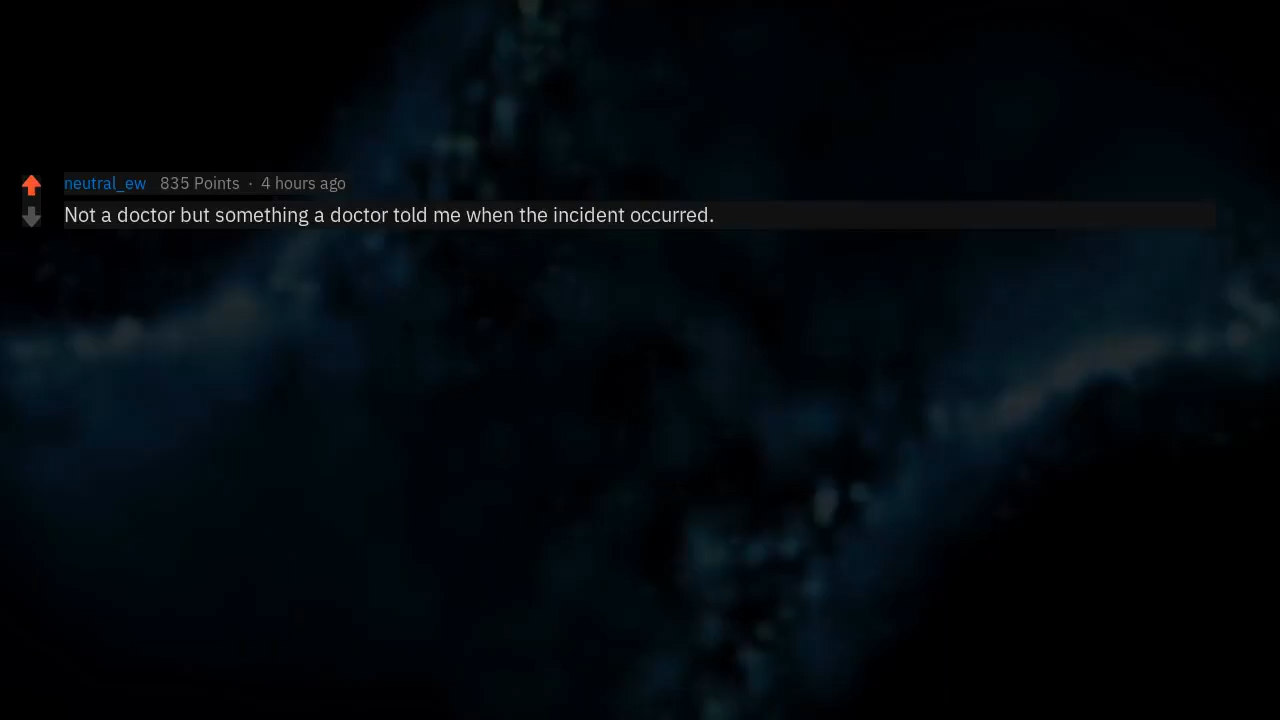 neutral_ew 835 Points · 4 hours ago
Not a doctor but something a doctor told me when the incident occurred.